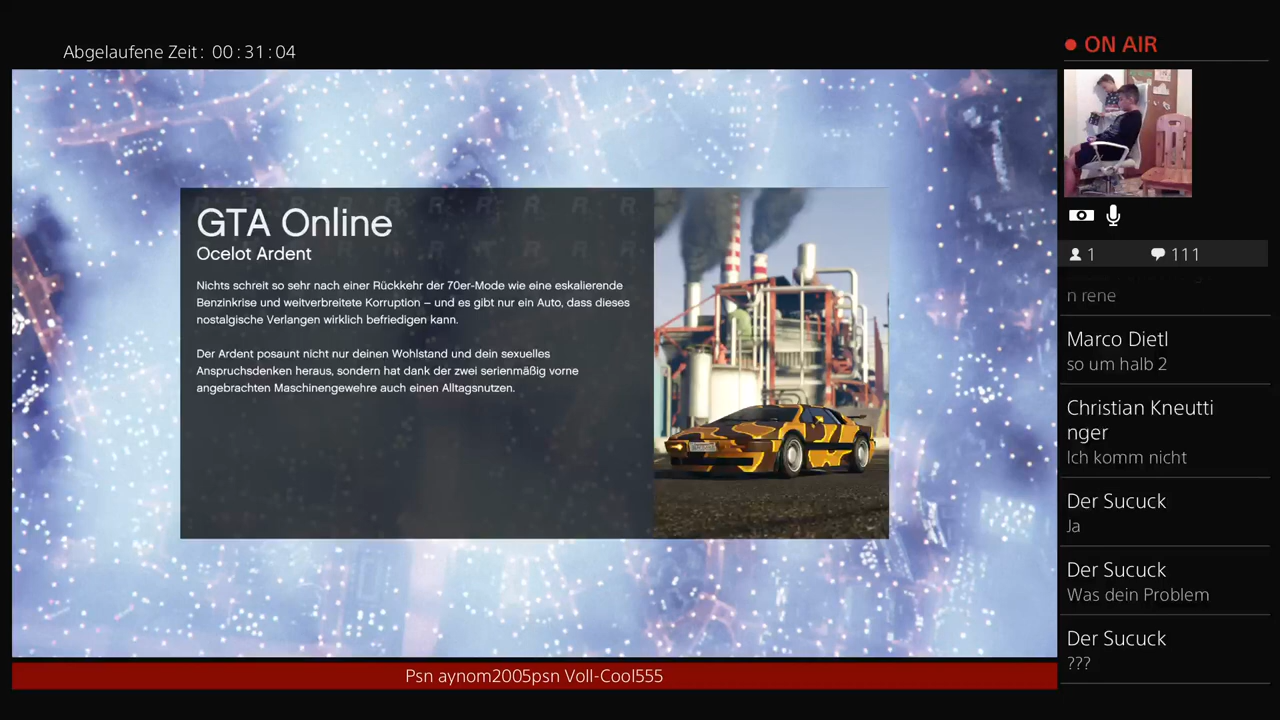 Abgelaufene Zeit: 00:31:04
ON AIR
GTA Online
Ocelot Ardent
Nichts schreit so sehr nach einer Rückkehr der 70er-Mode wie eine eskalierende
Benzinkrise und weitverbreitete Korruption – und es gibt nur ein Auto, dass dieses
nostalgische Verlangen wirklich befriedigen kann.
Der Ardent posaunt nicht nur deinen Wohlstand und dein sexuelles
Anspruchsdenken heraus, sondern hat dank der zwei serienmäßig vorne
angebrachten Maschinengewehre auch einen Alltagsnutzen.
1 111
n rene
Marco Dietl
so um halb 2
Christian Kneutti
nger
Ich komm nicht
Der Sucuck
Ja
Der Sucuck
Was dein Problem
Der Sucuck
???
Psn aynom2005psn Voll-Cool555